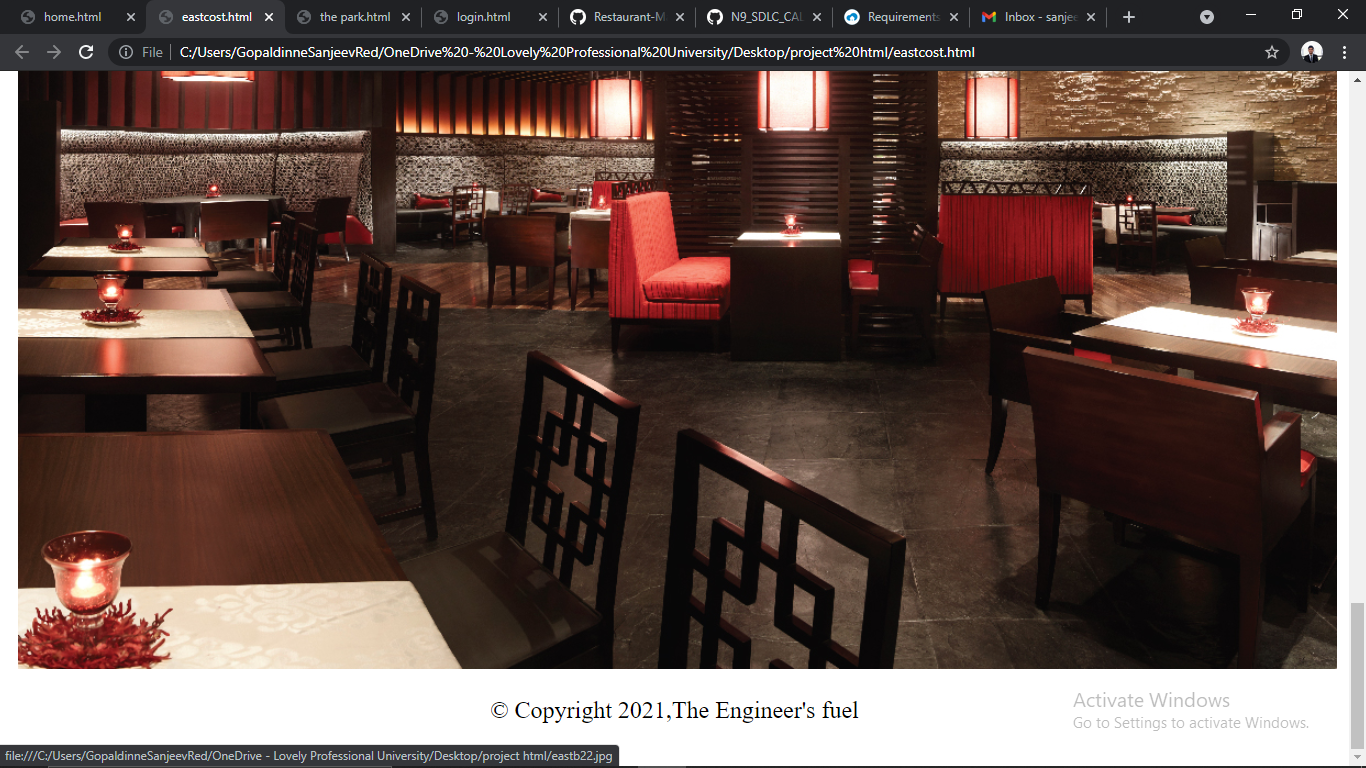 home.html
eastcost.html
the park.html
login.html
Restaurant-M
N9_SDLC_CAL
Requirements
Inbox - sanjee
File
C:/Users/GopaldinneSanjeevRed/OneDrive%20-%20Lovely%20Professional%20University/Desktop/project%20html/eastcost.html
© Copyright 2021,The Engineer's fuel
Activate Windows
Go to Settings to activate Windows.
file:///C:/Users/GopaldinneSanjeevRed/OneDrive - Lovely Professional University/Desktop/project html/eastb22.jpg